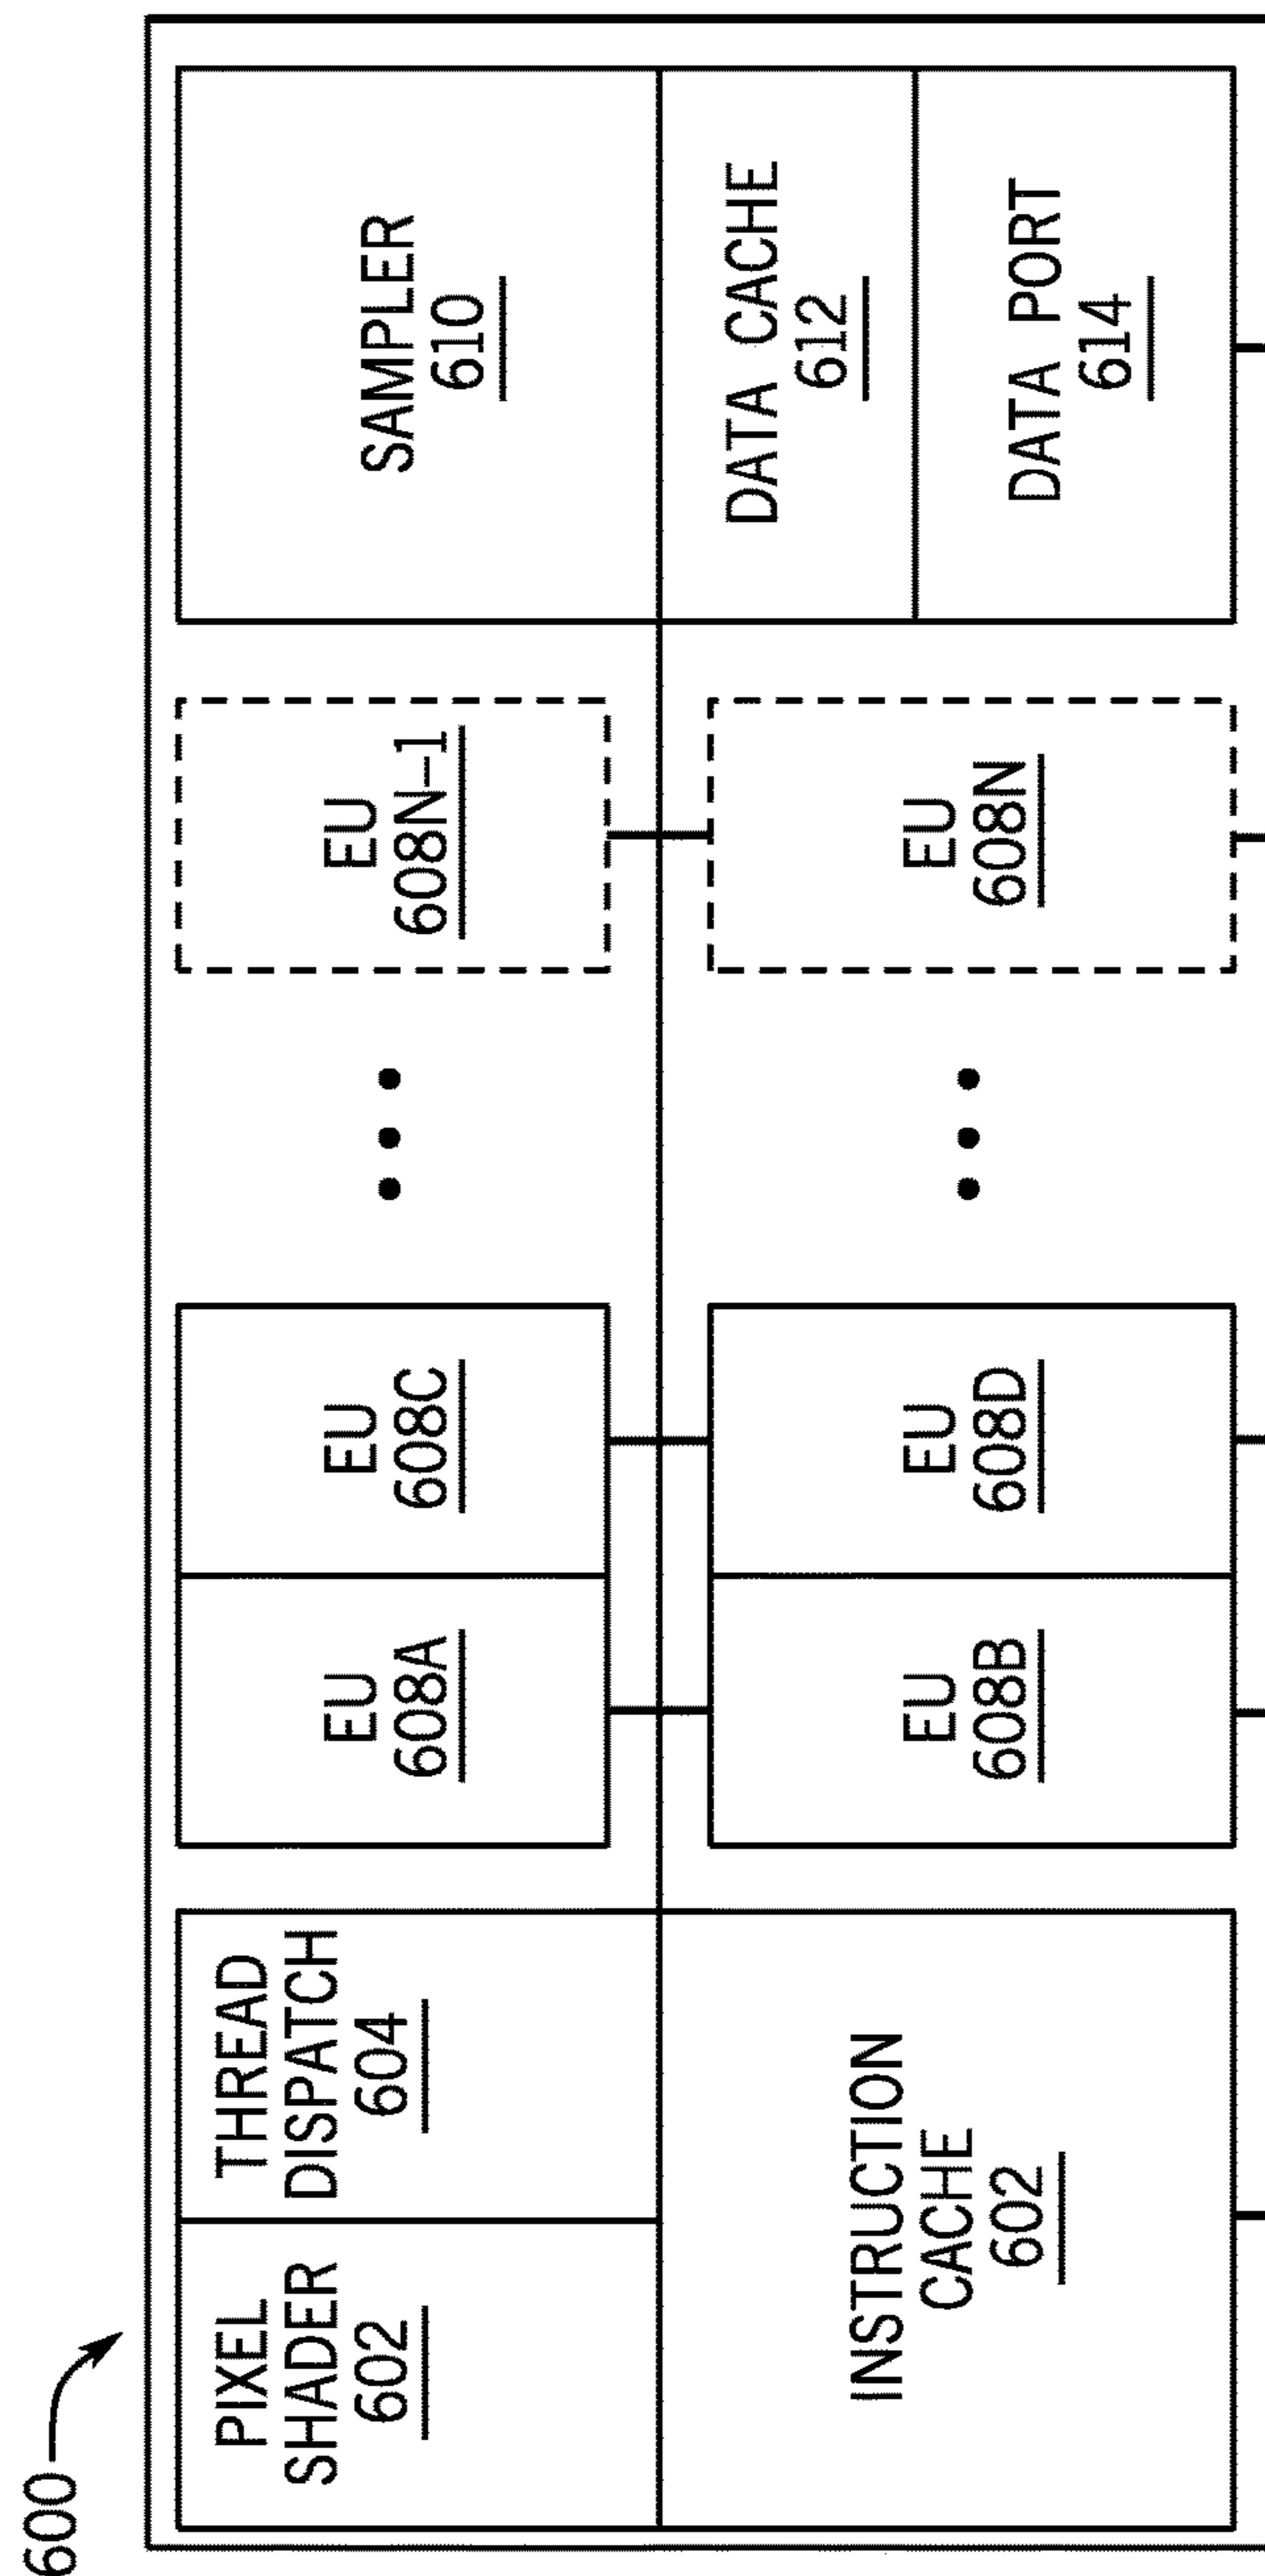 600
PIXEL
SHADER
602
THREAD
DISPATCH
604
EU
608A
EU
608C
EU
608N–1
SAMPLER
610
INSTRUCTION
CACHE
602
EU
608B
EU
608D
EU
608N
DATA CACHE
612
DATA PORT
614